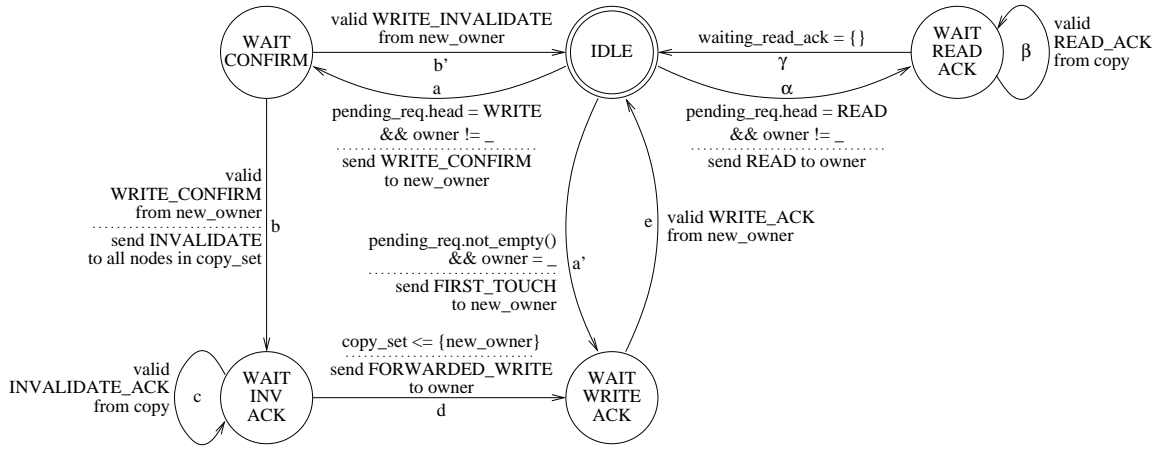 WAIT
CONFIRM
valid WRITE_INVALIDATE
from new_owner
b'
a
IDLE
waiting_read_ack = {}
γ
α
WAIT
READ
ACK
β
valid
READ_ACK
from copy
pending_req.head = WRITE
&& owner != _
send WRITE_CONFIRM
to new_owner
pending_req.head = READ
&& owner != _
send READ to owner
valid
WRITE_CONFIRM
from new_owner
b
send INVALIDATE
to all nodes in copy_set
pending_req.not_empty()
&& owner = _
a'
send FIRST_TOUCH
to new_owner
e
valid WRITE_ACK
from new_owner
valid
INVALIDATE_ACK
from copy
c
WAIT
INV
ACK
copy_set <= {new_owner}
send FORWARDED_WRITE
to owner
d
WAIT
WRITE
ACK